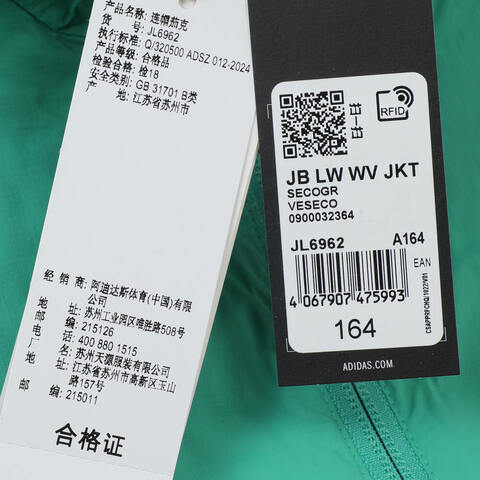 产品名称: 连帽茄克
货 号: JL6962
执行标准: Q/320500 ADSZ 012-2024
产品等级: 合格品
检验合格: 检18
安全类别: GB 31701 B类
产 地: 江苏省苏州市
经 销 商: 阿迪达斯体育(中国)有限
公司
地 址: 苏州工业园区唯胜路508号
邮 编: 215126
电 话: 400 880 1515
制 造 商: 苏州天源服装有限公司
地 址: 江苏省苏州高新区玉山
路157号
邮 编: 215011
合格证
RFID
JB LW WV JKT
SECOGR
VESECO
0900032364
JL6962 A164
EAN
4 067907 475993
164
ADIDAS.COM